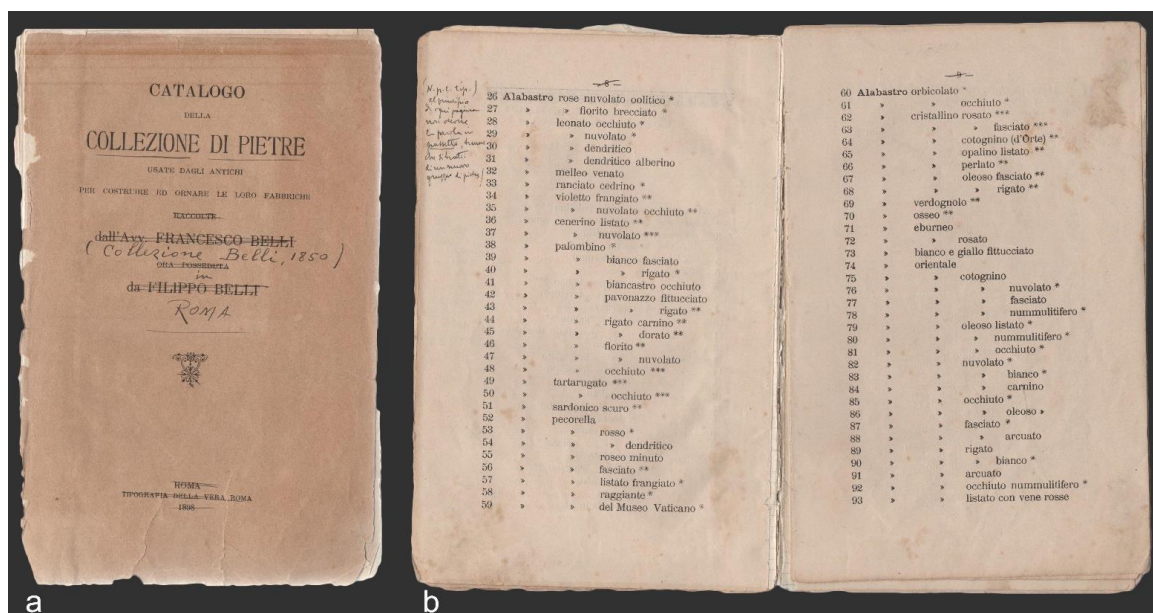 CATALOGO
DELLA
COLLEZIONE DI PIETRE
USATE DAGLI ANTICHI
PER COSTRURE ED ORNARE LE LORO FABBRICHE
RACCOLTE
dall'Avv. FRANCESCO BELLI
(Collezione Belli, 1850)
ORA POSSEDUTA
in
da FILIPPO BELLI
ROMA
ROMA
TIPOGRAFIA DELLA VERA ROMA
1898
a
8
26 Alabastro rose nuvolato oolitico *
27 » » fiorito brecciato *
28 » leonato occhiuto *
29 » » nuvolato *
30 » » dendritico
31 » » dendritico alberino
32 » melleo venato
33 » ranciato cedrino *
34 » violetto frangiato **
35 » » nuvolato occhiuto **
36 » cenerino listato **
37 » » nuvolato ***
38 » palombino *
39 » » bianco fasciato
40 » » » rigato *
41 » » biancastro occhiuto
42 » » pavonazzo fittucciato
43 » » » rigato **
44 » » rigato carnino **
45 » » » dorato **
46 » » fiorito **
47 » » » nuvolato
48 » » occhiuto ***
49 » tartarugato ***
50 » » occhiuto ***
51 » sardonico scuro **
52 » pecorella
53 » » rosso *
54 » » » dendritico
55 » » roseo minuto
56 » » fasciato **
57 » » listato frangiato *
58 » » raggiante *
59 » » del Museo Vaticano *
b
9
60 Alabastro orbicolato *
61 » » occhiuto *
62 » cristallino rosato ***
63 » » » fasciato ***
64 » » cotognino (d'Orte) **
65 » » opalino listato **
66 » » perlato **
67 » » oleoso fasciato **
68 » » » rigato **
69 » verdognolo **
70 » osseo **
71 » eburneo
72 » » rosato
73 » bianco e giallo fittucciato
74 » orientale
75 » » cotognino
76 » » » nuvolato *
77 » » » fasciato
78 » » » nummulitifero *
79 » » oleoso listato *
80 » » » nummulitifero *
81 » » » occhiuto *
82 » » nuvolato *
83 » » » bianco *
84 » » » carnino
85 » » occhiuto *
86 » » » oleoso »
87 » » fasciato *
88 » » » arcuato
89 » » rigato
90 » » » bianco *
91 » » arcuato
92 » » occhiuto nummulitifero *
93 » » listato con vene rosse